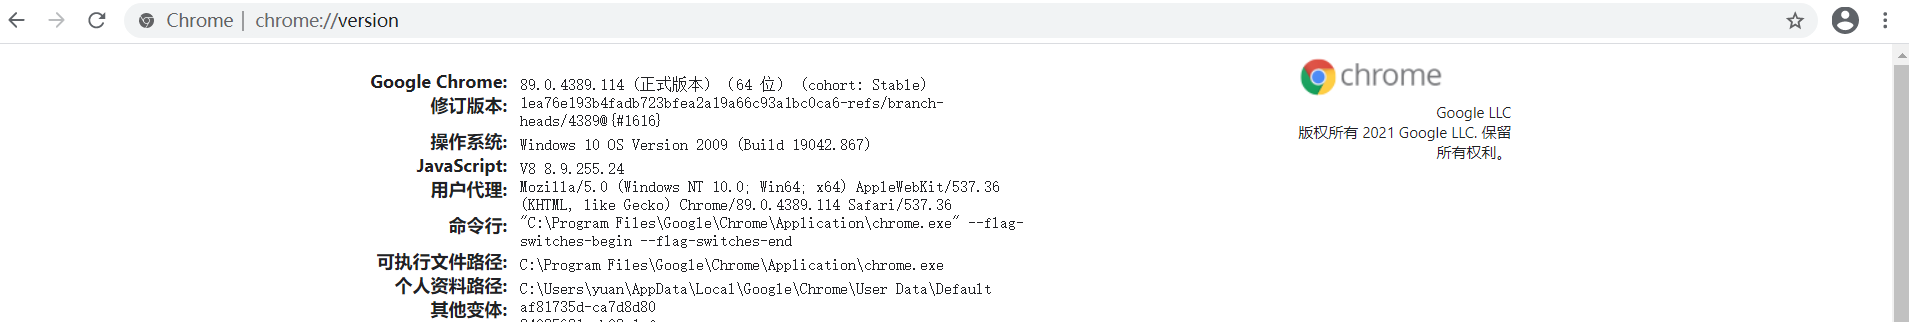 Chrome | chrome://version
Google Chrome: 89.0.4389.114 (正式版本) (64 位) (cohort: Stable)
修订版本: 1ea76e193b4fadb723bfea2a19a66c93a1bc0ca6-refs/branch-
heads/4389@{#1616}
操作系统: Windows 10 OS Version 2009 (Build 19042.867)
JavaScript: V8 8.9.255.24
用户代理: Mozilla/5.0 (Windows NT 10.0; Win64; x64) AppleWebKit/537.36
(KHTML, like Gecko) Chrome/89.0.4389.114 Safari/537.36
命令行: "C:\Program Files\Google\Chrome\Application\chrome.exe" --flag-
switches-begin --flag-switches-end
可执行文件路径: C:\Program Files\Google\Chrome\Application\chrome.exe
个人资料路径: C:\Users\yuan\AppData\Local\Google\Chrome\User Data\Default
其他变体: af81735d-ca7d8d80
chrome
Google LLC
版权所有 2021 Google LLC. 保留
所有权利。